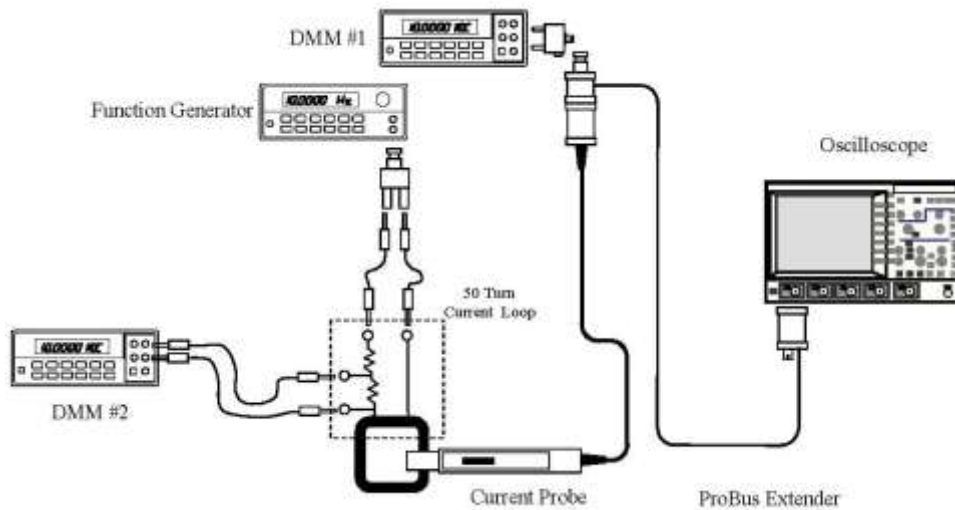 DMM #1
Function Generator
Oscilloscope
50 Turn
Current Loop
DMM #2
Current Probe
ProBus Extender